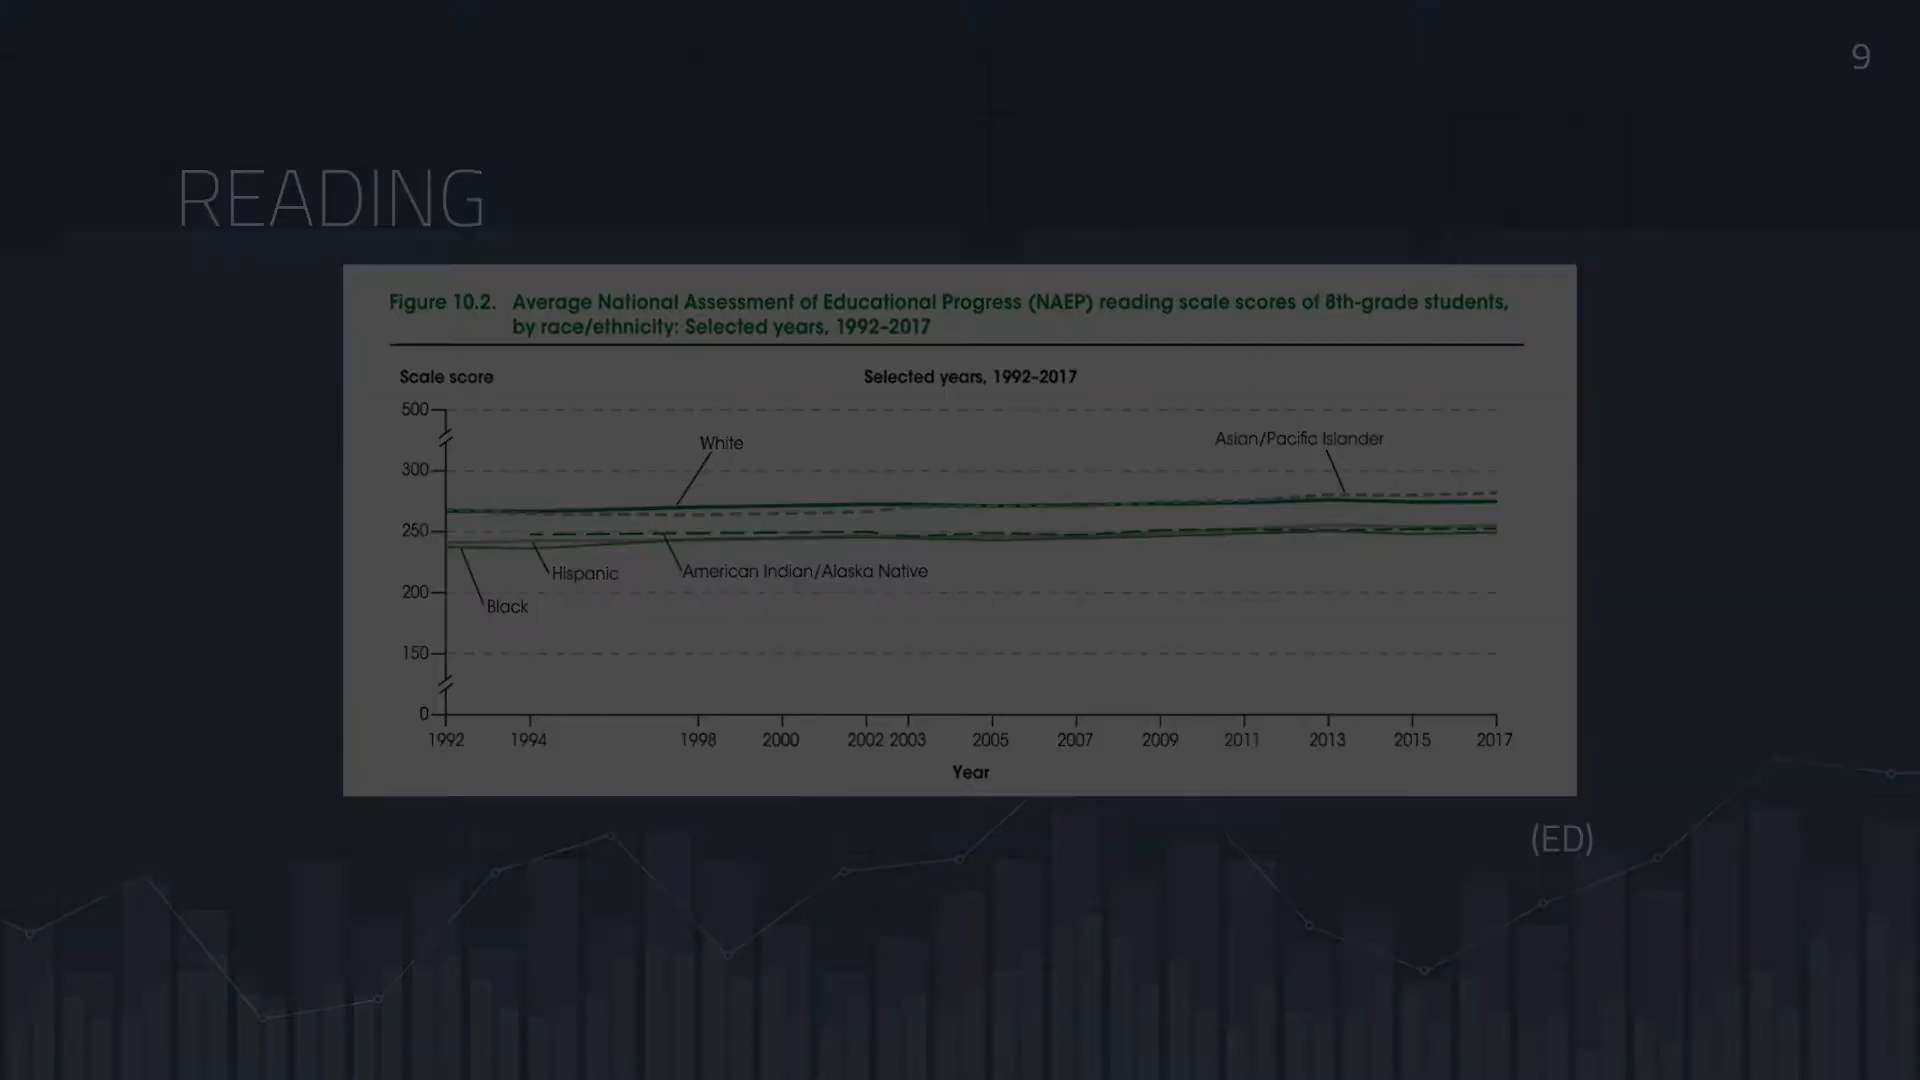 9
READING
Figure 10.2. Average National Assessment of Educational Progress (NAEP) reading scale scores of 8th-grade students,
by race/ethnicity: Selected years, 1992–2017
Scale score
Selected years, 1992–2017
500
White
Asian/Pacific Islander
300
250
Hispanic
American Indian/Alaska Native
200
Black
150
0
1992 1994 1998 2000 2002 2003 2005 2007 2009 2011 2013 2015 2017
Year
(ED)